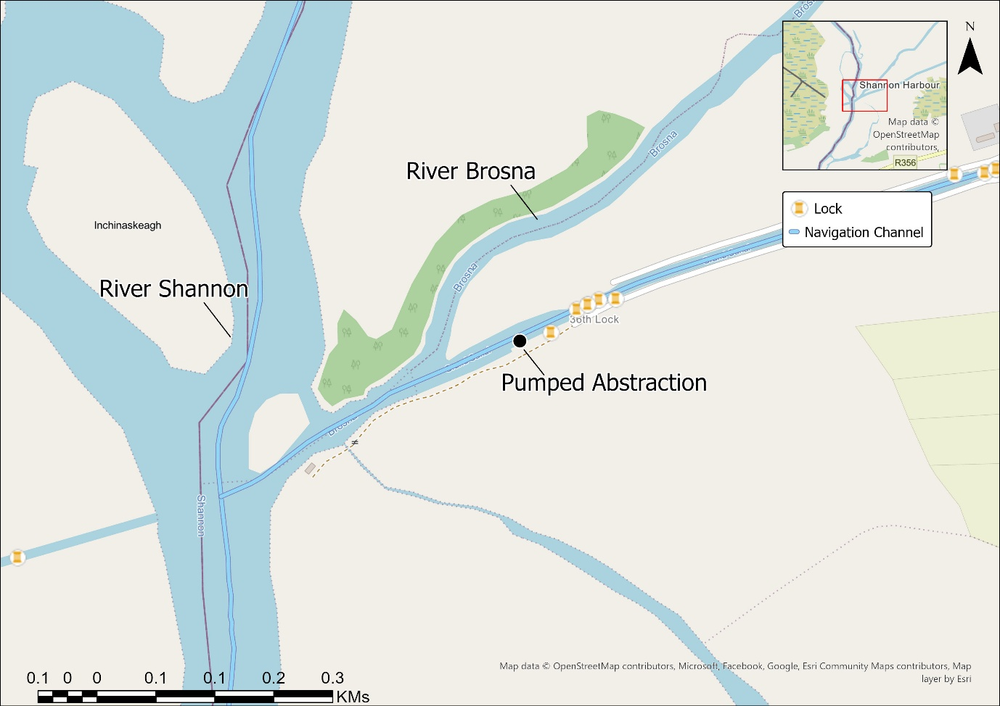 Brosna
N
Shannon Harbour
Map data ©
OpenStreetMap
contributors,
R356
Brosna
River Brosna
Lock
Navigation Channel
Inchinaskeagh
Brosna
River Shannon
36th Lock
Pumped Abstraction
Brosna
Shannon
Map data © OpenStreetMap contributors, Microsoft, Facebook, Google, Esri Community Maps contributors, Map
layer by Esri
0.1 0 0 0.1 0.1 0.2 0.3
KMs